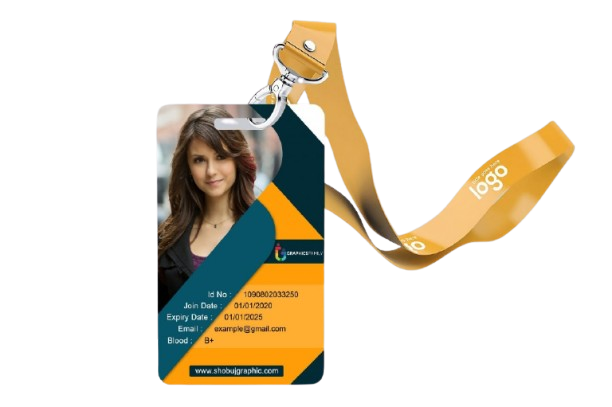 GRAPHICFAMILY
Id No : 1090802033250
Join Date : 01/01/2020
Expiry Date : 01/01/2025
Email : example@gmail.com
Blood : B+
www.shobujgraphic.com
logo